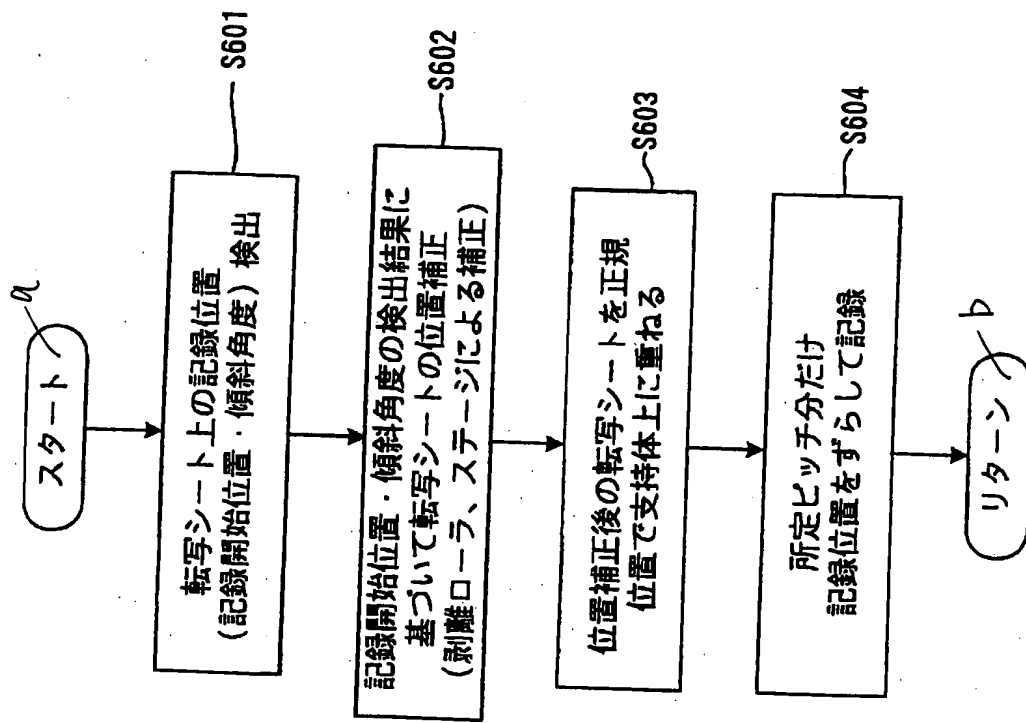 スタート
a
転写シート上の記録位置
(記録開始位置・傾斜角度) 検出
S601
記録開始位置・傾斜角度の検出結果に
基づいて転写シートの位置補正
(剥離ローラ、ステージによる補正)
S602
位置補正後の転写シートを正規
位置で支持体上に重ねる
S603
所定ピッチ分だけ
記録位置をずらして記録
S604
リターン
b